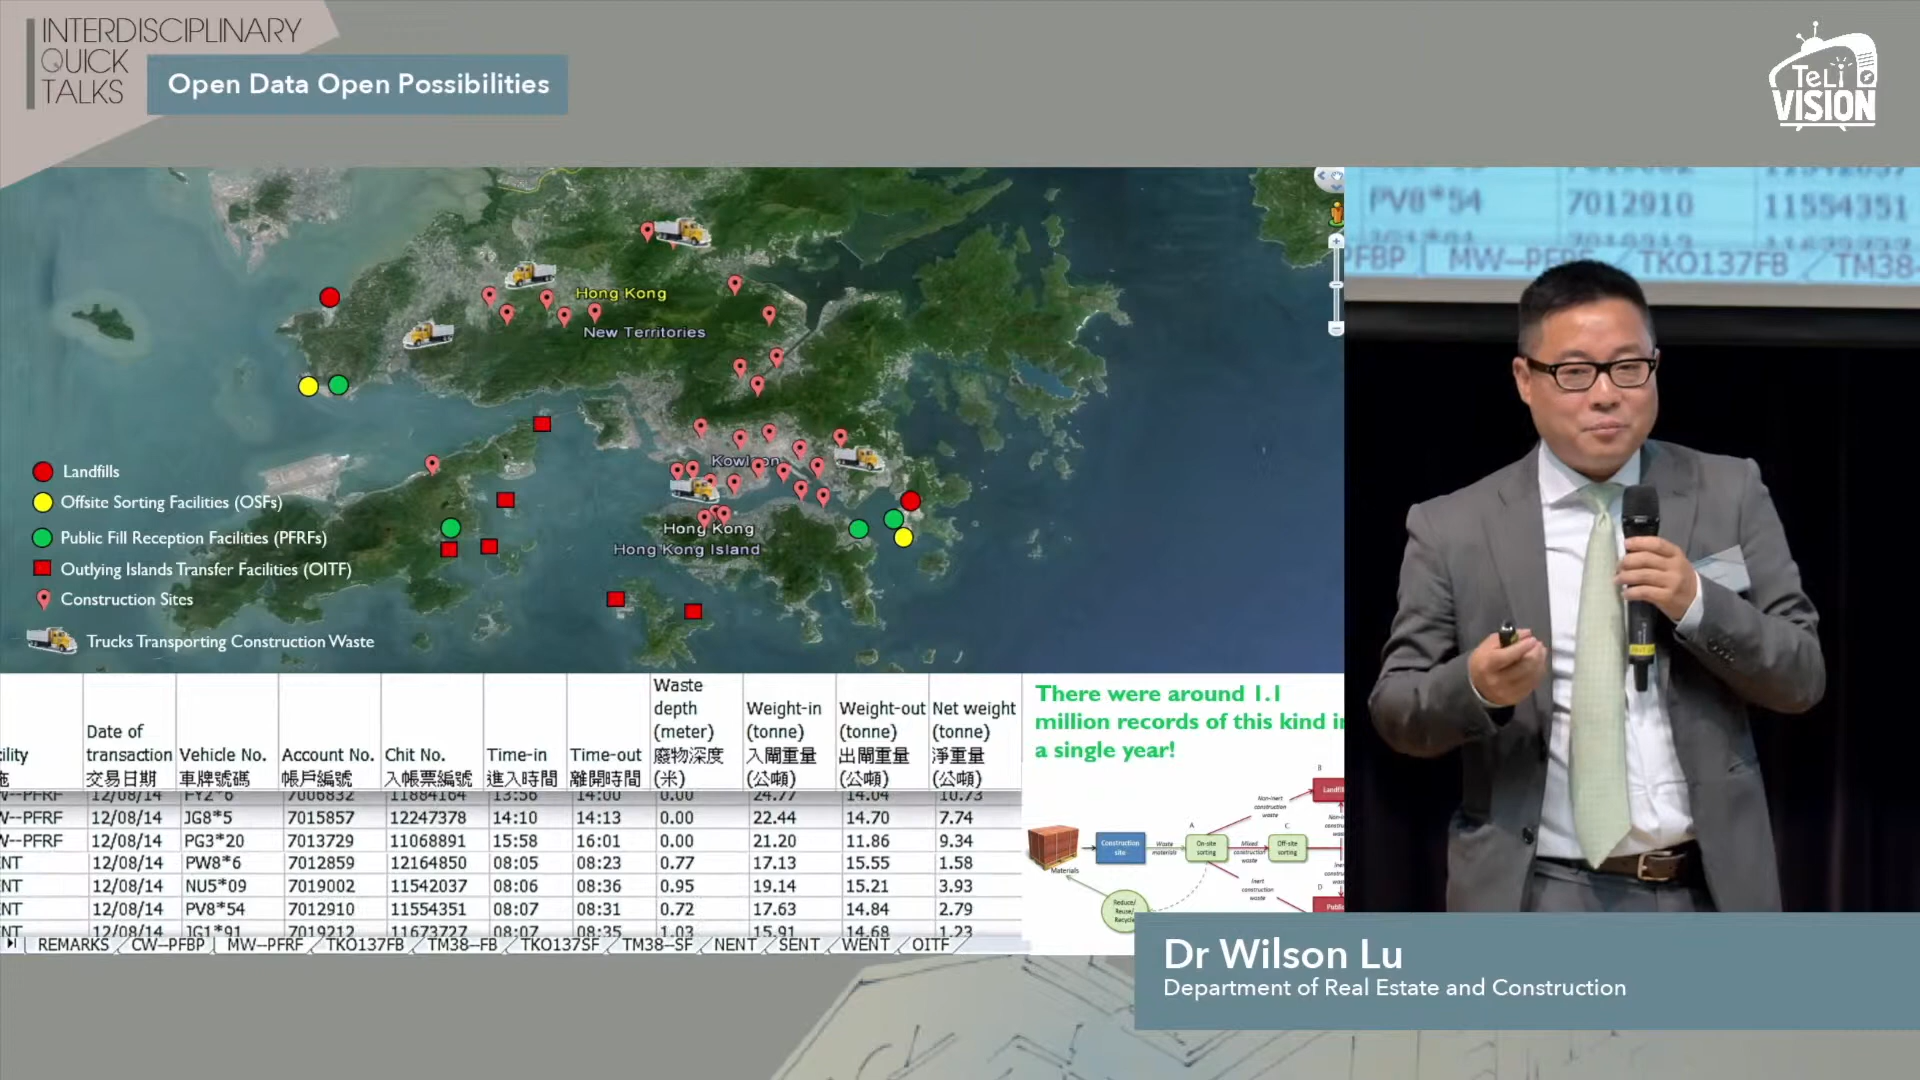 INTERDISCIPLINARY
QUICK
TALKS
Open Data Open Possibilities
TeLi
VISION
Hong Kong
New Territories
Kowloon
Hong Kong
Hong Kong Island
Landfills
Offsite Sorting Facilities (OSFs)
Public Fill Reception Facilities (PFRFs)
Outlying Islands Transfer Facilities (OITF)
Construction Sites
Trucks Transporting Construction Waste
PV8*54 7012910 11554351
PFBP MW--PFRF TKO137FB TM38-
Date of transaction 交易日期
Vehicle No. 車牌號碼
Account No. 帳戶編號
Chit No. 入帳票編號
Time-in 進入時間
Time-out 離開時間
Waste depth (meter) 廢物深度 (米)
Weight-in (tonne) 入閘重量 (公噸)
Weight-out (tonne) 出閘重量 (公噸)
Net weight (tonne) 淨重量 (公噸)
W--PFRF 12/08/14 FY2*6 7006832 11884164 13:56 14:00 0.00 24.77 14.04 10.73
W--PFRF 12/08/14 JG8*5 7015857 12247378 14:10 14:13 0.00 22.44 14.70 7.74
W--PFRF 12/08/14 PG3*20 7013729 11068891 15:58 16:01 0.00 21.20 11.86 9.34
ENT 12/08/14 PW8*6 7012859 12164850 08:05 08:23 0.77 17.13 15.55 1.58
ENT 12/08/14 NU5*09 7019002 11542037 08:06 08:36 0.95 19.14 15.21 3.93
ENT 12/08/14 PV8*54 7012910 11554351 08:07 08:31 0.72 17.63 14.84 2.79
12/08/14 JG1*91 7019212 11673727 08:07 08:35 1.03 15.91 14.68 1.23
REMARKS CW--PFBP MW--PFRF TKO137FB TM38--FB TKO137SF TM38--SF NENT SENT WENT OITF
There were around 1.1
million records of this kind in
a single year!
Materials
Construction site
Waste materials
A
On-site sorting
Non-inert construction waste
B
Landfill
Mixed construction waste
C
Off-site sorting
Inert construction waste
D
Public
Reduce/
Reuse/
Recycle
Dr Wilson Lu
Department of Real Estate and Construction